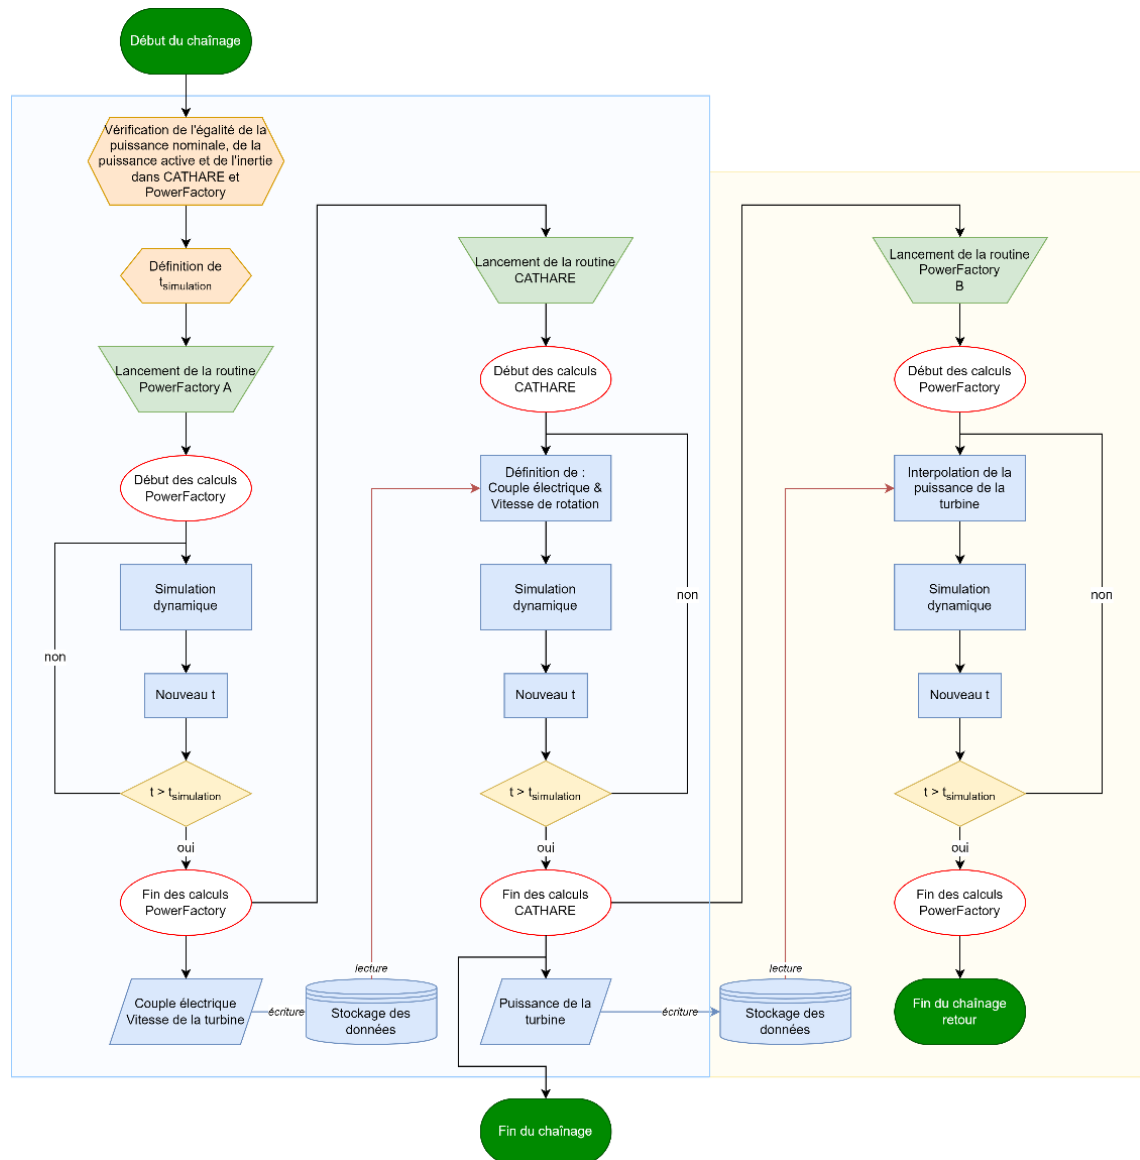 Début du chaînage
Vérification de l'égalité de la
puissance nominale, de la
puissance active et de l'inertie
dans CATHARE et
PowerFactory
Définition de
tsimulation
Lancement de la routine
PowerFactory A
Début des calculs
PowerFactory
Simulation
dynamique
non
Nouveau t
t > tsimulation
oui
Fin des calculs
PowerFactory
Couple électrique
Vitesse de la turbine
écriture
Stockage des
données
lecture
Lancement de la routine
CATHARE
Début des calculs
CATHARE
Définition de :
Couple électrique &
Vitesse de rotation
Simulation
dynamique
non
Nouveau t
t > tsimulation
oui
Fin des calculs
CATHARE
Puissance de la
turbine
écriture
Stockage des
données
lecture
Lancement de la routine
PowerFactory
B
Début des calculs
PowerFactory
Interpolation de la
puissance de la
turbine
Simulation
dynamique
non
Nouveau t
t > tsimulation
oui
Fin des calculs
PowerFactory
Fin du chaînage
retour
Fin du chaînage